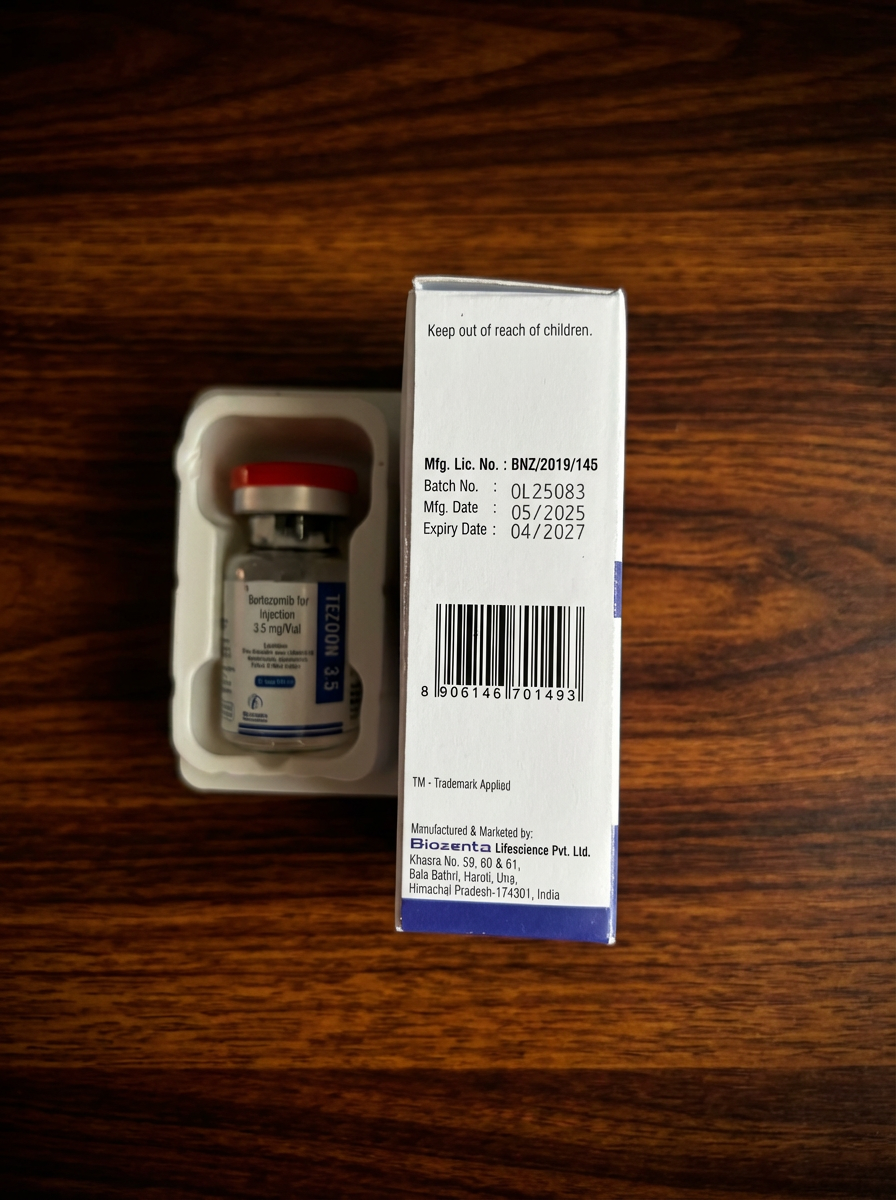 Bortezomib for
Injection
3.5 mg/Vial
TEZOON 3.5
Keep out of reach of children.
Mfg. Lic. No. : BNZ/2019/145
Batch No. : OL25083
Mfg. Date : 05/2025
Expiry Date : 04/2027
8 906146 701493
TM - Trademark Applied
Manufactured & Marketed by:
Biozenta Lifescience Pvt. Ltd.
Khasra No. 59, 60 & 61,
Bala Bathri, Haroli, Una,
Himachal Pradesh-174301, India